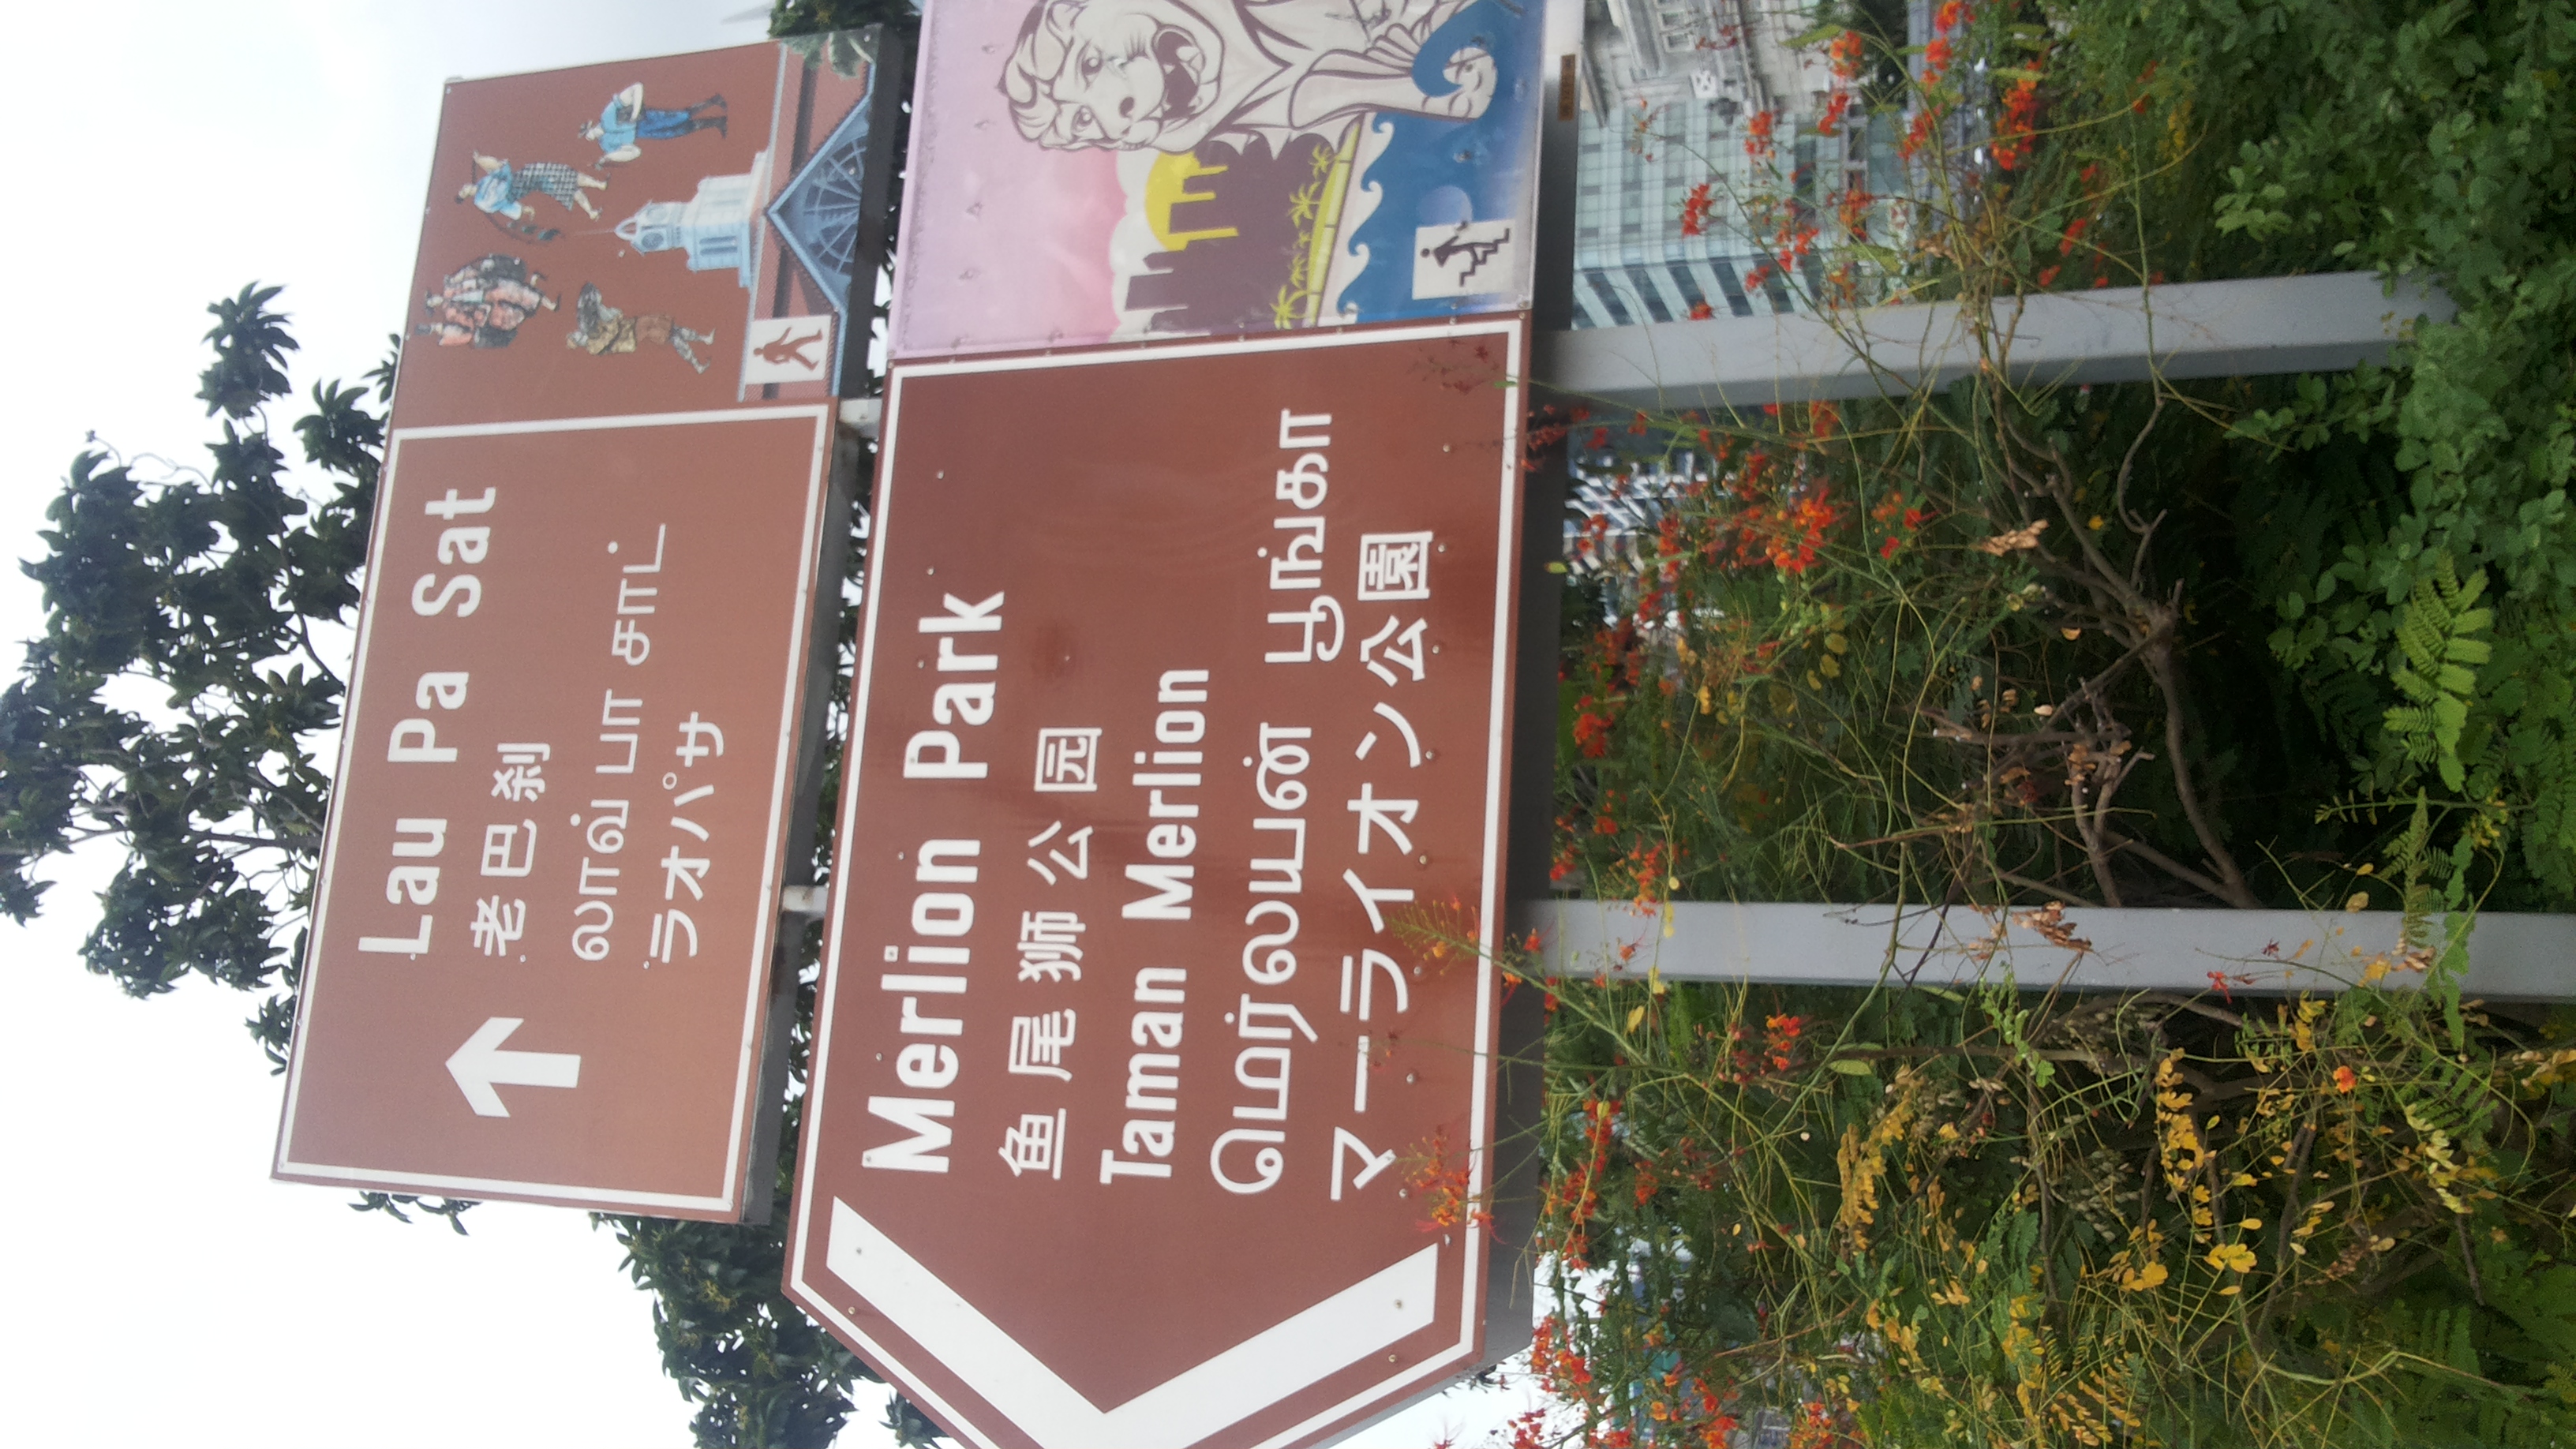 Lau Pa Sat
老巴刹
லாவ் பா சாட்
ラオパサ
Merlion Park
鱼尾狮公园
Taman Merlion
மெர்லயன் பூங்கா
マーライオン公園